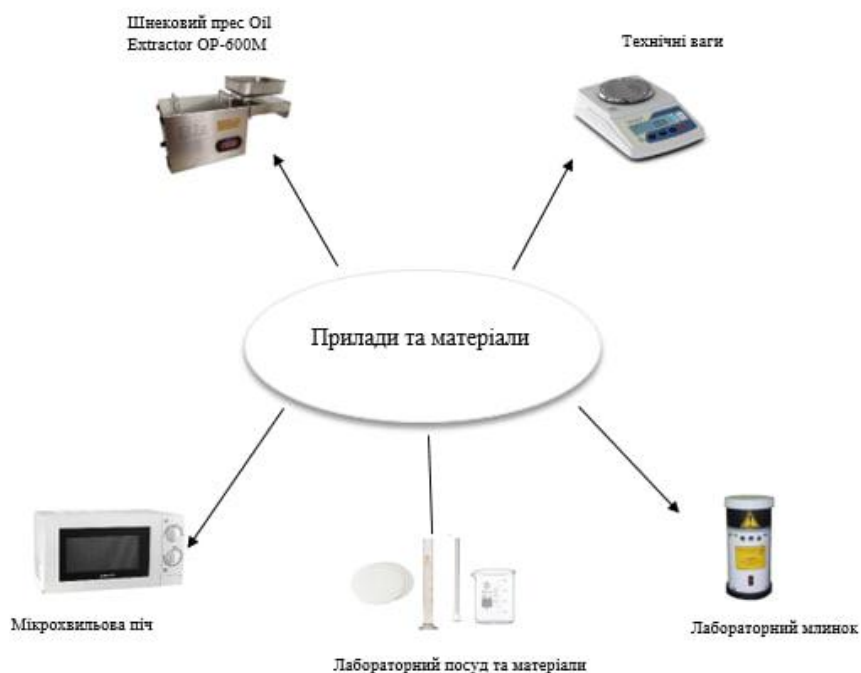 Шнековий прес Oil
Extractor OP-600M
Технічні ваги
Прилади та матеріали
Мікрохвильова піч
Лабораторний млинок
Лабораторний посуд та матеріали